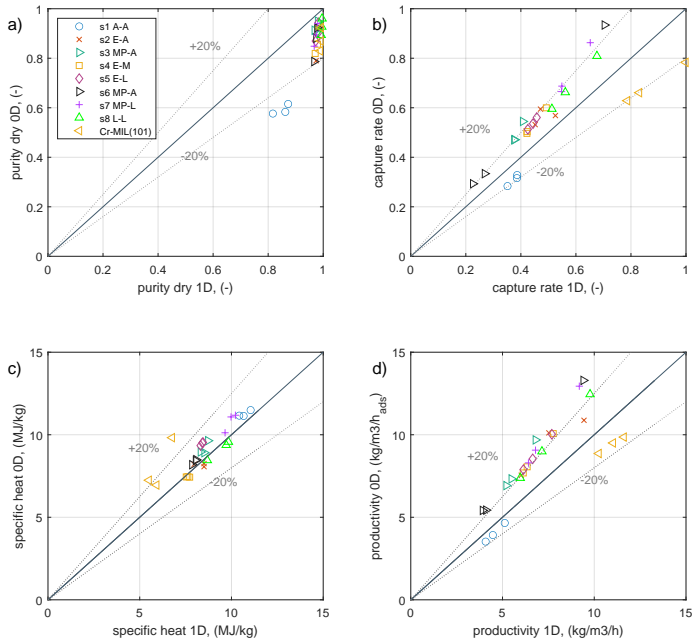 a)
purity dry 0D, (-)
1
0.8
0.6
0.4
0.2
0
s1 A-A
s2 E-A
s3 MP-A
s4 E-M
s5 E-L
s6 MP-A
s7 MP-L
s8 L-L
Cr-MIL(101)
+20%
-20%
0 0.2 0.4 0.6 0.8 1
purity dry 1D, (-)
b)
capture rate 0D, (-)
1
0.8
0.6
0.4
0.2
0
+20%
-20%
0 0.2 0.4 0.6 0.8 1
capture rate 1D, (-)
c)
specific heat 0D, (MJ/kg)
15
10
5
0
+20%
-20%
0 5 10 15
specific heat 1D, (MJ/kg)
d)
productivity 0D, (kg/m3/h_ads)
15
10
5
0
+20%
-20%
0 5 10 15
productivity 1D, (kg/m3/h)